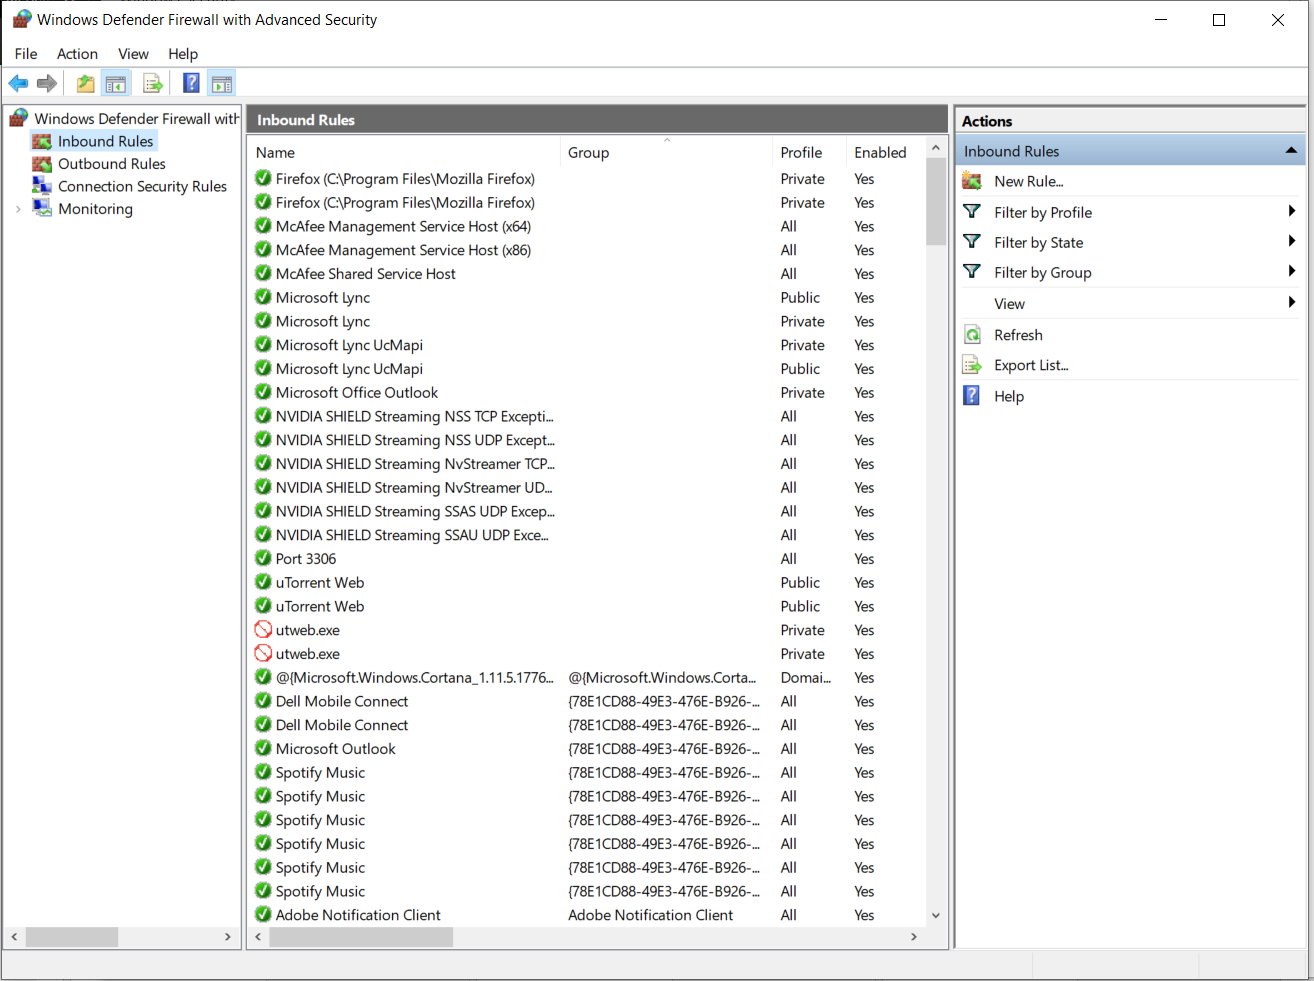 Windows Defender Firewall with Advanced Security
File Action View Help
Windows Defender Firewall with
Inbound Rules
Outbound Rules
Connection Security Rules
Monitoring
Inbound Rules
Name Group Profile Enabled
Firefox (C:\Program Files\Mozilla Firefox) Private Yes
Firefox (C:\Program Files\Mozilla Firefox) Private Yes
McAfee Management Service Host (x64) All Yes
McAfee Management Service Host (x86) All Yes
McAfee Shared Service Host All Yes
Microsoft Lync Public Yes
Microsoft Lync Private Yes
Microsoft Lync UcMapi Private Yes
Microsoft Lync UcMapi Public Yes
Microsoft Office Outlook Private Yes
NVIDIA SHIELD Streaming NSS TCP Excepti... All Yes
NVIDIA SHIELD Streaming NSS UDP Except... All Yes
NVIDIA SHIELD Streaming NvStreamer TCP... All Yes
NVIDIA SHIELD Streaming NvStreamer UD... All Yes
NVIDIA SHIELD Streaming SSAS UDP Excep... All Yes
NVIDIA SHIELD Streaming SSAU UDP Exce... All Yes
Port 3306 All Yes
uTorrent Web Public Yes
uTorrent Web Public Yes
utweb.exe Private Yes
utweb.exe Private Yes
@{Microsoft.Windows.Cortana_1.11.5.1776... @{Microsoft.Windows.Corta... Domai... Yes
Dell Mobile Connect {78E1CD88-49E3-476E-B926-... All Yes
Dell Mobile Connect {78E1CD88-49E3-476E-B926-... All Yes
Microsoft Outlook {78E1CD88-49E3-476E-B926-... All Yes
Spotify Music {78E1CD88-49E3-476E-B926-... All Yes
Spotify Music {78E1CD88-49E3-476E-B926-... All Yes
Spotify Music {78E1CD88-49E3-476E-B926-... All Yes
Spotify Music {78E1CD88-49E3-476E-B926-... All Yes
Spotify Music {78E1CD88-49E3-476E-B926-... All Yes
Spotify Music {78E1CD88-49E3-476E-B926-... All Yes
Adobe Notification Client Adobe Notification Client All Yes
Actions
Inbound Rules
New Rule...
Filter by Profile
Filter by State
Filter by Group
View
Refresh
Export List...
Help